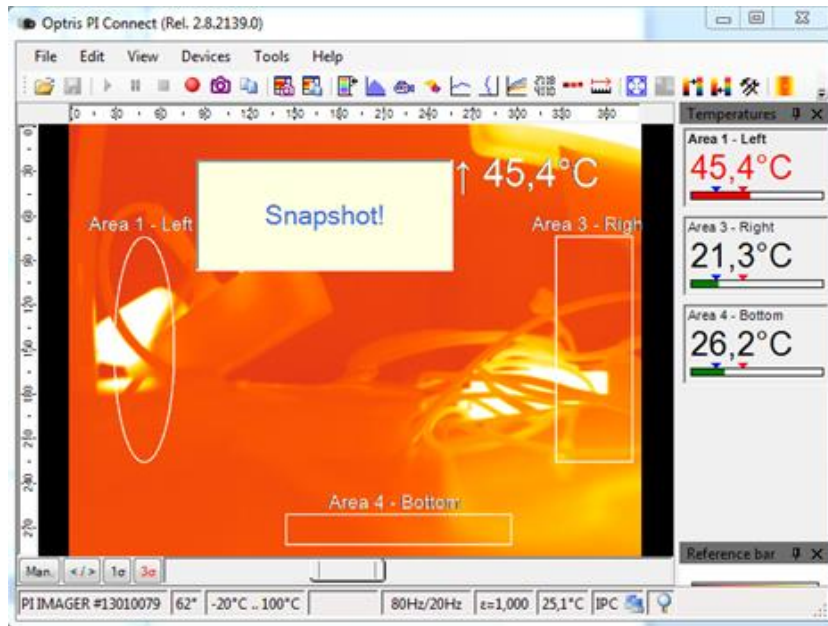 Optris PI Connect (Rel. 2.8.2139.0)
File Edit View Devices Tools Help
Temperatures
Area 1 - Left
45,4°C
Area 3 - Right
21,3°C
Area 4 - Bottom
26,2°C
↑ 45,4°C
Snapshot!
Area 1 - Left
Area 3 - Righ
Area 4 - Bottom
Reference bar
Man. </> 1σ 3σ
PI IMAGER #13010079 62° -20°C .. 100°C 80Hz/20Hz ε=1,000 25,1°C IPC